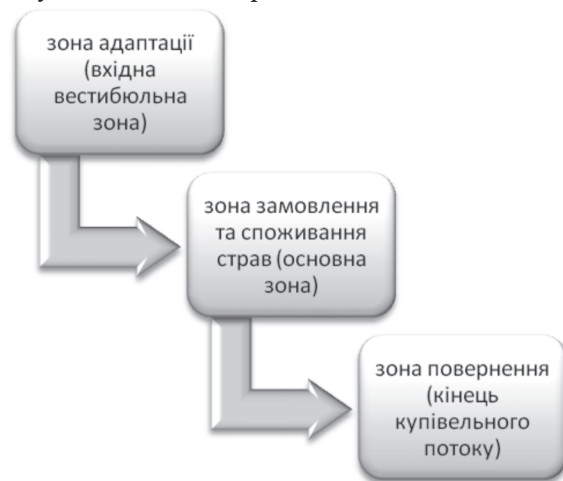 зона адаптації
(вхідна
вестибюльна
зона)
зона замовлення
та споживання
страв (основна
зона)
зона повернення
(кінець
купівельного
потоку)